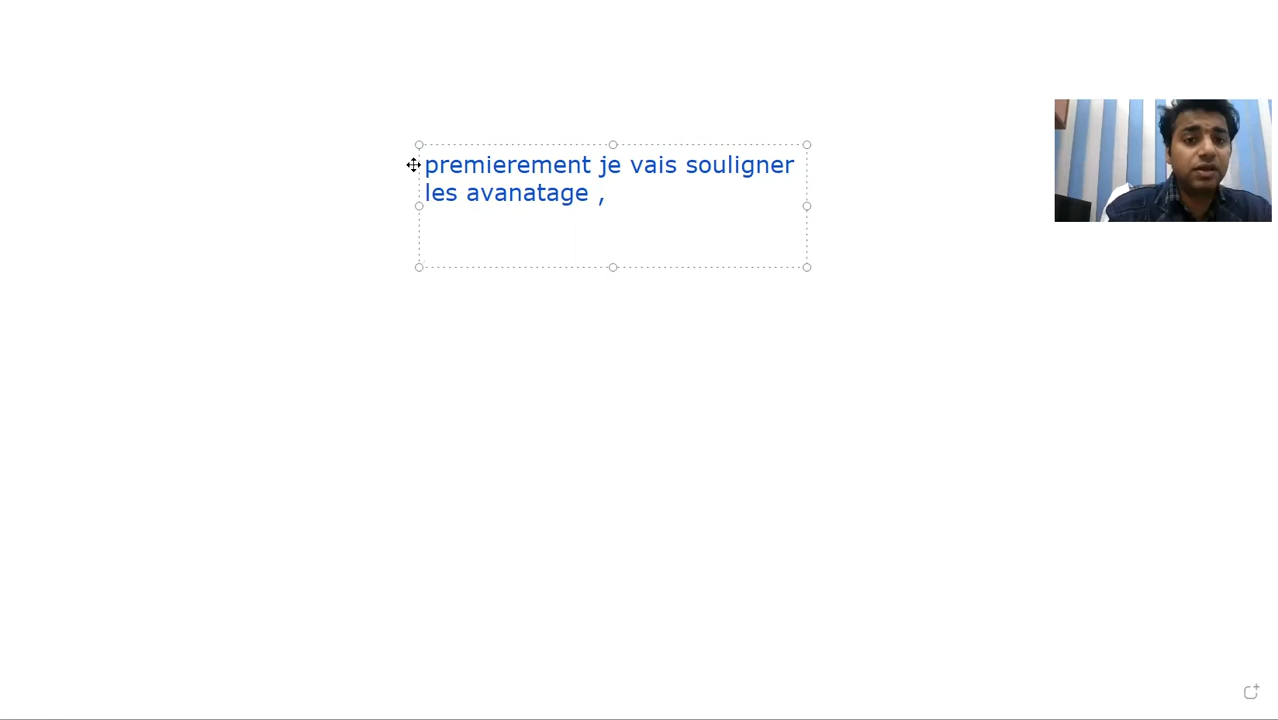 premierement je vais souligner
les avanatage ,